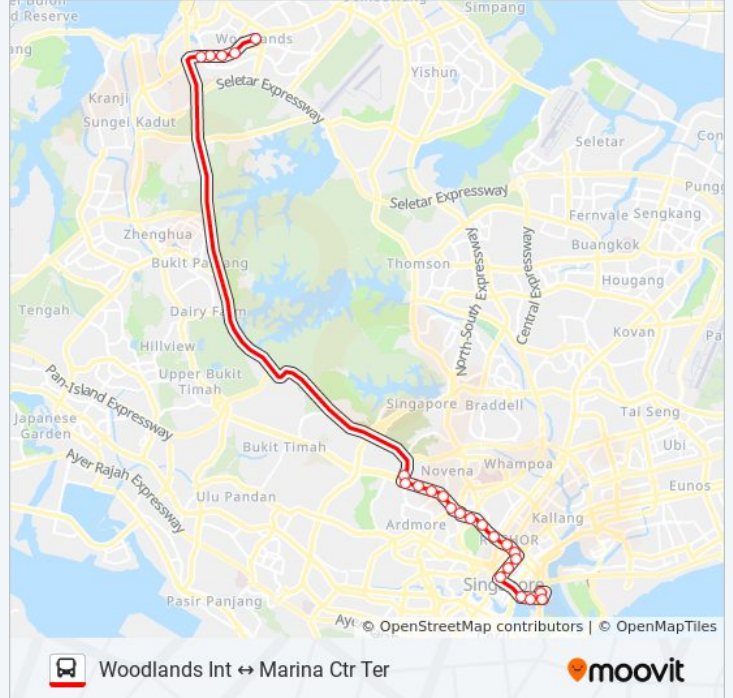 d Reserve
Simpang
Woodlands
Yishun
Seletar Expressway
Kranji
Sungei Kadut
Seletar
Con
Pungg
Seletar Expressway
Fernvale Sengkang
Zhenghua
Buangkok
Bukit Panjang
Thomson
North-South Expressway
Central Expressway
Hougang
Tengah
Dairy Farm
Kovan
Pa
Hillview
Upper Bukit
Timah
Pan-Island Expressway
Singapore
Braddell
Tai Seng
Japanese
Garden
Bukit Timah
Ubi
Ayer Rajah Expressway
Novena
Whampoa
Eunos
Ulu Pandan
Ardmore
Kallang
Singapore
Pasir Panjang
Aye
© OpenStreetMap contributors | © OpenMapTiles
Woodlands Int ↔ Marina Ctr Ter
moovit